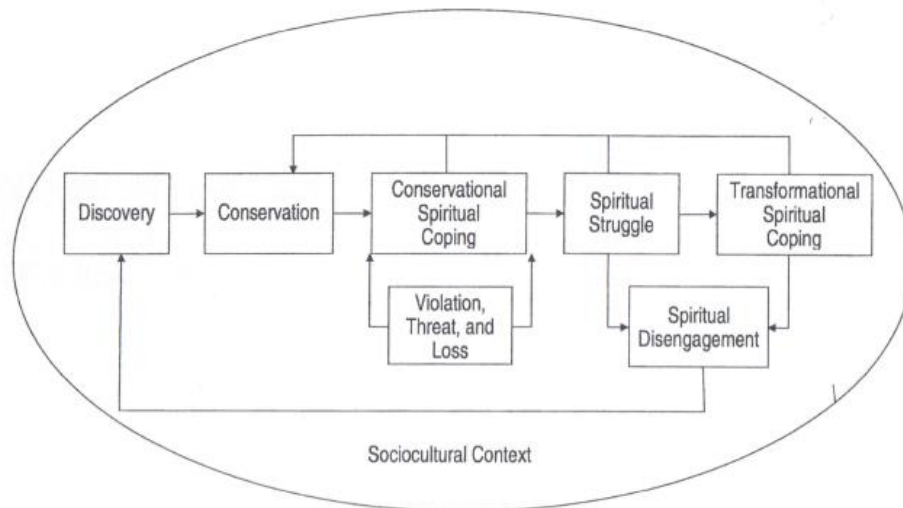 Discovery
Conservation
Conservational
Spiritual
Coping
Spiritual
Struggle
Transformational
Spiritual
Coping
Violation,
Threat, and
Loss
Spiritual
Disengagement
Sociocultural Context